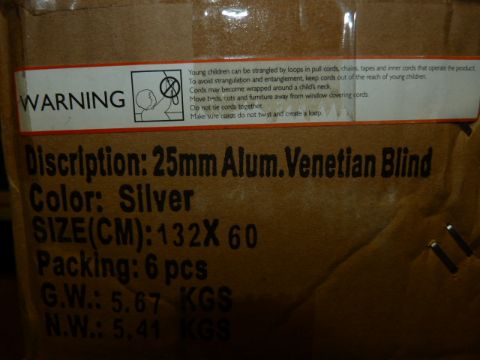 WARNING
Young children can be strangled by loops in pull cords, chains, tapes and inner cords that operate the product.
To avoid strangulation and entanglement, keep cords out of the reach of young children.
Cords may become wrapped around a child's neck.
Move beds, cots and furniture away from window covering cords.
Do not tie cords together.
Make sure cords do not twist and create a loop.
Discription: 25mm Alum.Venetian Blind
Color: Silver
SIZE(CM):132X 60
Packing: 6 pcs
G.W.: 5.67 KGS
N.W.: 5.41 KGS